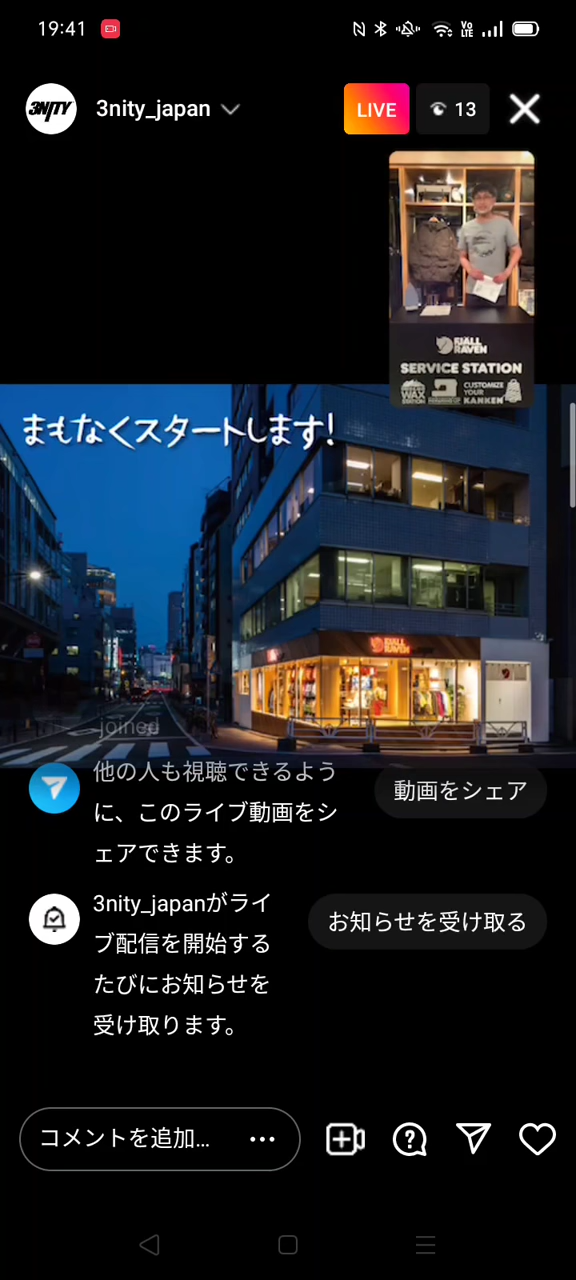 19:41
Vo LTE
3NITY
3nity_japan
LIVE
13
FJÄLL
RÄVEN
SERVICE STATION
WAX
STATION
CUSTOMIZE
YOUR
KÅNKEN
まもなくスタートします!
FJÄLL
RÄVEN
joined
他の人も視聴できるよう
に、このライブ動画をシ
ェアできます。
動画をシェア
3nity_japanがライ
ブ配信を開始する
たびにお知らせを
受け取ります。
お知らせを受け取る
コメントを追加...